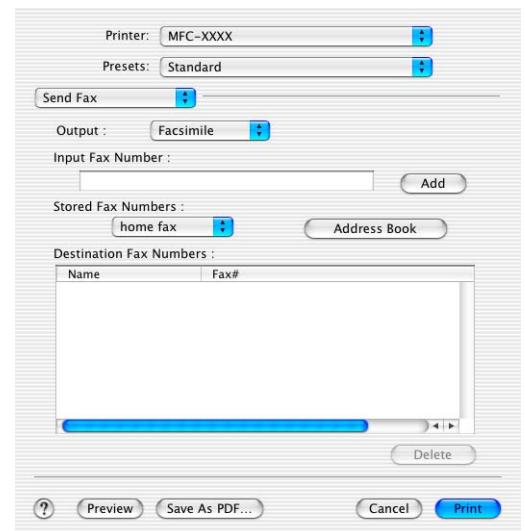 Printer: MFC-XXXX
Presets: Standard
Send Fax
Output : Facsimile
Input Fax Number :
Add
Stored Fax Numbers :
home fax Address Book
Destination Fax Numbers :
Name Fax#
Delete
? Preview Save As PDF... Cancel Print